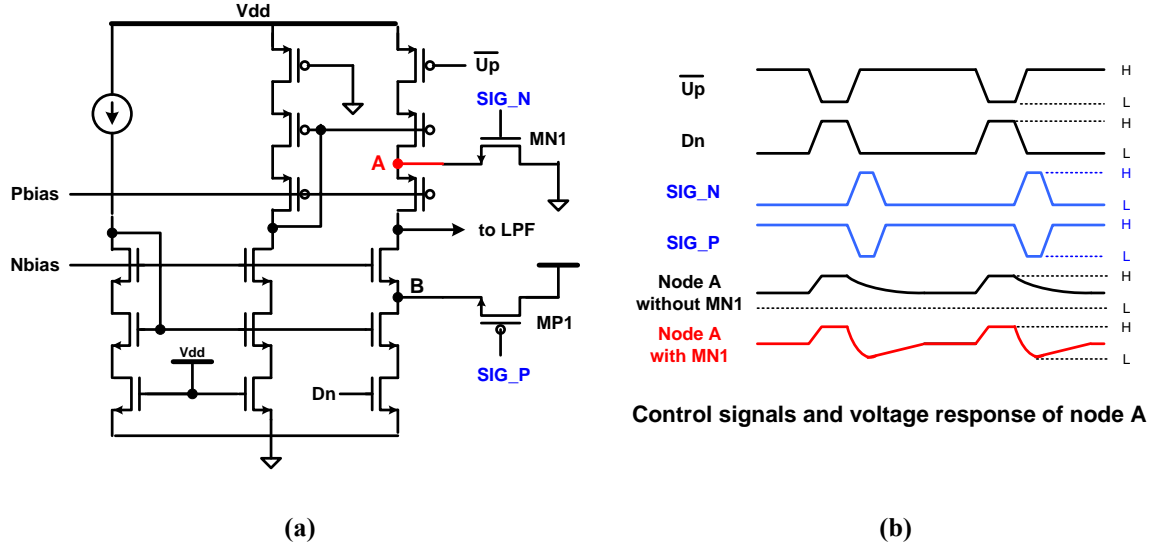 Vdd
Up
SIG_N
MN1
A
Pbias
to LPF
Nbias
B
MP1
Vdd
SIG_P
Dn
(a)
Up
H
L
Dn
H
L
SIG_N
H
L
SIG_P
H
L
Node A
without MN1
H
L
Node A
with MN1
H
L
Control signals and voltage response of node A
(b)